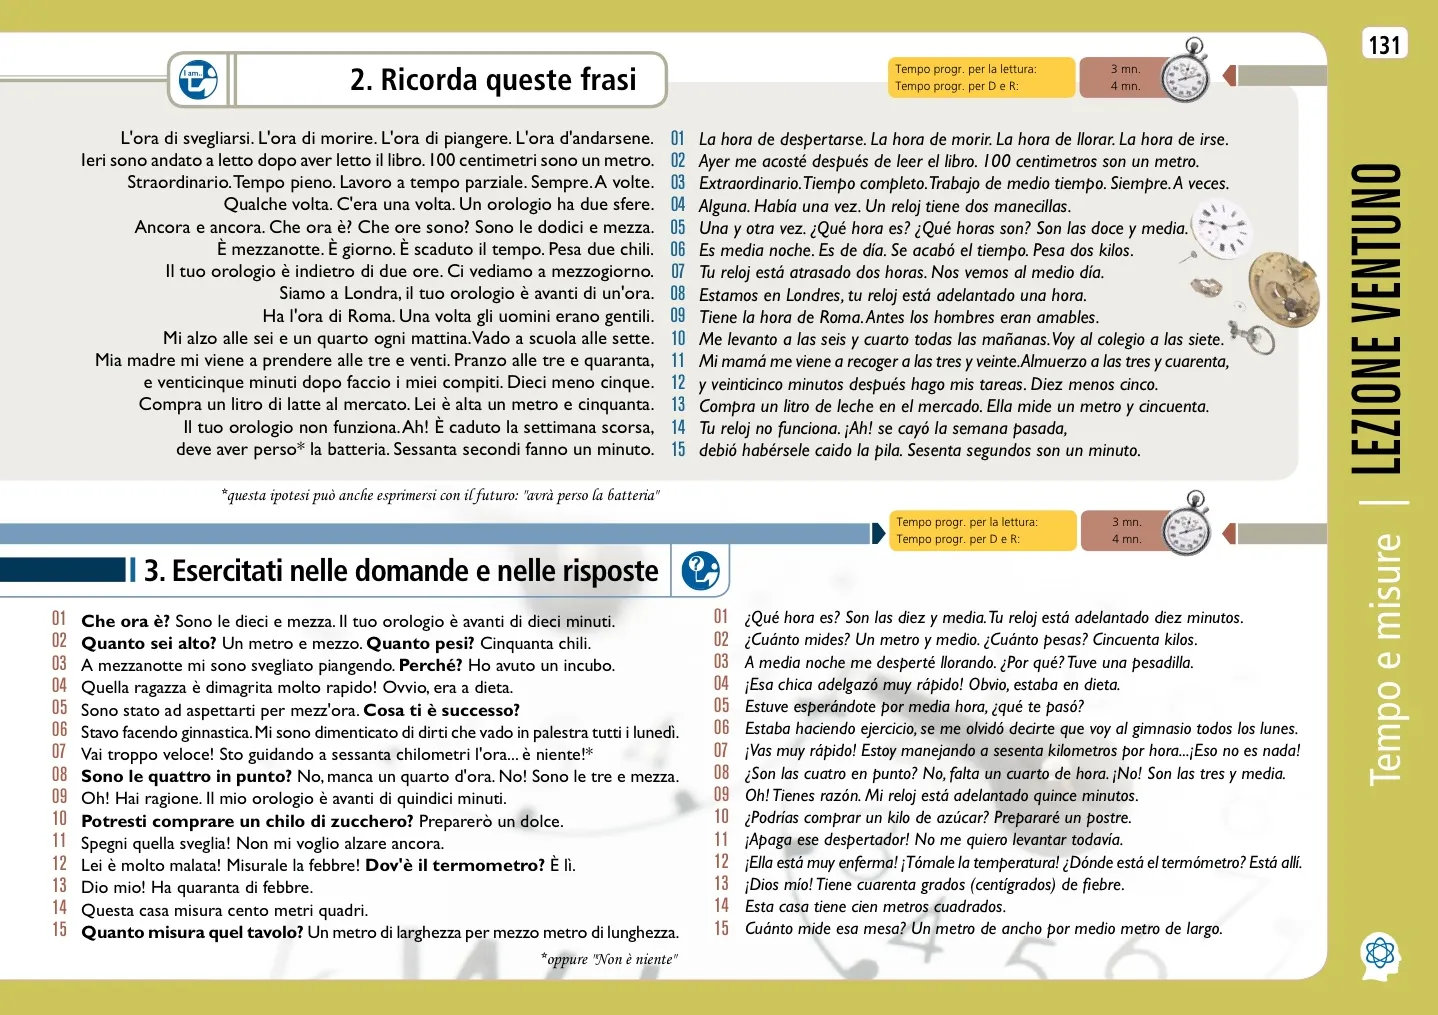 131
I am..
2. Ricorda queste frasi
Tempo progr. per la lettura: 3 mn.
Tempo progr. per D e R: 4 mn.
L'ora di svegliarsi. L'ora di morire. L'ora di piangere. L'ora d'andarsene. 01 La hora de despertarse. La hora de morir. La hora de llorar. La hora de irse.
Ieri sono andato a letto dopo aver letto il libro. 100 centimetri sono un metro. 02 Ayer me acosté después de leer el libro. 100 centimetros son un metro.
Straordinario. Tempo pieno. Lavoro a tempo parziale. Sempre. A volte. 03 Extraordinario. Tiempo completo. Trabajo de medio tiempo. Siempre. A veces.
Qualche volta. C'era una volta. Un orologio ha due sfere. 04 Alguna. Había una vez. Un reloj tiene dos manecillas.
Ancora e ancora. Che ora è? Che ore sono? Sono le dodici e mezza. 05 Una y otra vez. ¿Qué hora es? ¿Qué horas son? Son las doce y media.
È mezzanotte. È giorno. È scaduto il tempo. Pesa due chili. 06 Es media noche. Es de día. Se acabó el tiempo. Pesa dos kilos.
Il tuo orologio è indietro di due ore. Ci vediamo a mezzogiorno. 07 Tu reloj está atrasado dos horas. Nos vemos al medio día.
Siamo a Londra, il tuo orologio è avanti di un'ora. 08 Estamos en Londres, tu reloj está adelantado una hora.
Ha l'ora di Roma. Una volta gli uomini erano gentili. 09 Tiene la hora de Roma. Antes los hombres eran amables.
Mi alzo alle sei e un quarto ogni mattina. Vado a scuola alle sette. 10 Me levanto a las seis y cuarto todas las mañanas. Voy al colegio a las siete.
Mia madre mi viene a prendere alle tre e venti. Pranzo alle tre e quaranta, 11 Mi mamá me viene a recoger a las tres y veinte. Almuerzo a las tres y cuarenta,
e venticinque minuti dopo faccio i miei compiti. Dieci meno cinque. 12 y veinticinco minutos después hago mis tareas. Diez menos cinco.
Compra un litro di latte al mercato. Lei è alta un metro e cinquanta. 13 Compra un litro de leche en el mercado. Ella mide un metro y cincuenta.
Il tuo orologio non funziona. Ah! È caduto la settimana scorsa, 14 Tu reloj no funciona. ¡Ah! se cayó la semana pasada,
deve aver perso* la batteria. Sessanta secondi fanno un minuto. 15 debió habérsele caido la pila. Sesenta segundos son un minuto.
*questa ipotesi può anche esprimersi con il futuro: "avrà perso la batteria"
Tempo progr. per la lettura: 3 mn.
Tempo progr. per D e R: 4 mn.
3. Esercitati nelle domande e nelle risposte
?
01 Che ora è? Sono le dieci e mezza. Il tuo orologio è avanti di dieci minuti.
02 Quanto sei alto? Un metro e mezzo. Quanto pesi? Cinquanta chili.
03 A mezzanotte mi sono svegliato piangendo. Perché? Ho avuto un incubo.
04 Quella ragazza è dimagrita molto rapido! Ovvio, era a dieta.
05 Sono stato ad aspettarti per mezz'ora. Cosa ti è successo?
06 Stavo facendo ginnastica. Mi sono dimenticato di dirti che vado in palestra tutti i lunedì.
07 Vai troppo veloce! Sto guidando a sessanta chilometri l'ora... è niente!*
08 Sono le quattro in punto? No, manca un quarto d'ora. No! Sono le tre e mezza.
09 Oh! Hai ragione. Il mio orologio è avanti di quindici minuti.
10 Potresti comprare un chilo di zucchero? Preparerò un dolce.
11 Spegni quella sveglia! Non mi voglio alzare ancora.
12 Lei è molto malata! Misurale la febbre! Dov'è il termometro? È lì.
13 Dio mio! Ha quaranta di febbre.
14 Questa casa misura cento metri quadri.
15 Quanto misura quel tavolo? Un metro di larghezza per mezzo metro di lunghezza.
*oppure "Non è niente"
01 ¿Qué hora es? Son las diez y media. Tu reloj está adelantado diez minutos.
02 ¿Cuánto mides? Un metro y medio. ¿Cuánto pesas? Cincuenta kilos.
03 A media noche me desperté llorando. ¿Por qué? Tuve una pesadilla.
04 ¡Esa chica adelgazó muy rápido! Obvio, estaba en dieta.
05 Estuve esperándote por media hora, ¿qué te pasó?
06 Estaba haciendo ejercicio, se me olvidó decirte que voy al gimnasio todos los lunes.
07 ¡Vas muy rápido! Estoy manejando a sesenta kilometros por hora...¡Eso no es nada!
08 ¿Son las cuatro en punto? No, falta un cuarto de hora. ¡No! Son las tres y media.
09 Oh! Tienes razón. Mi reloj está adelantado quince minutos.
10 ¿Podrías comprar un kilo de azúcar? Prepararé un postre.
11 ¡Apaga ese despertador! No me quiero levantar todavía.
12 ¡Ella está muy enferma! ¡Tómale la temperatura! ¿Dónde está el termómetro? Está allí.
13 ¡Dios mío! Tiene cuarenta grados (centígrados) de fiebre.
14 Esta casa tiene cien metros cuadrados.
15 Cuánto mide esa mesa? Un metro de ancho por medio metro de largo.
Tempo e misure | LEZIONE VENTUNO